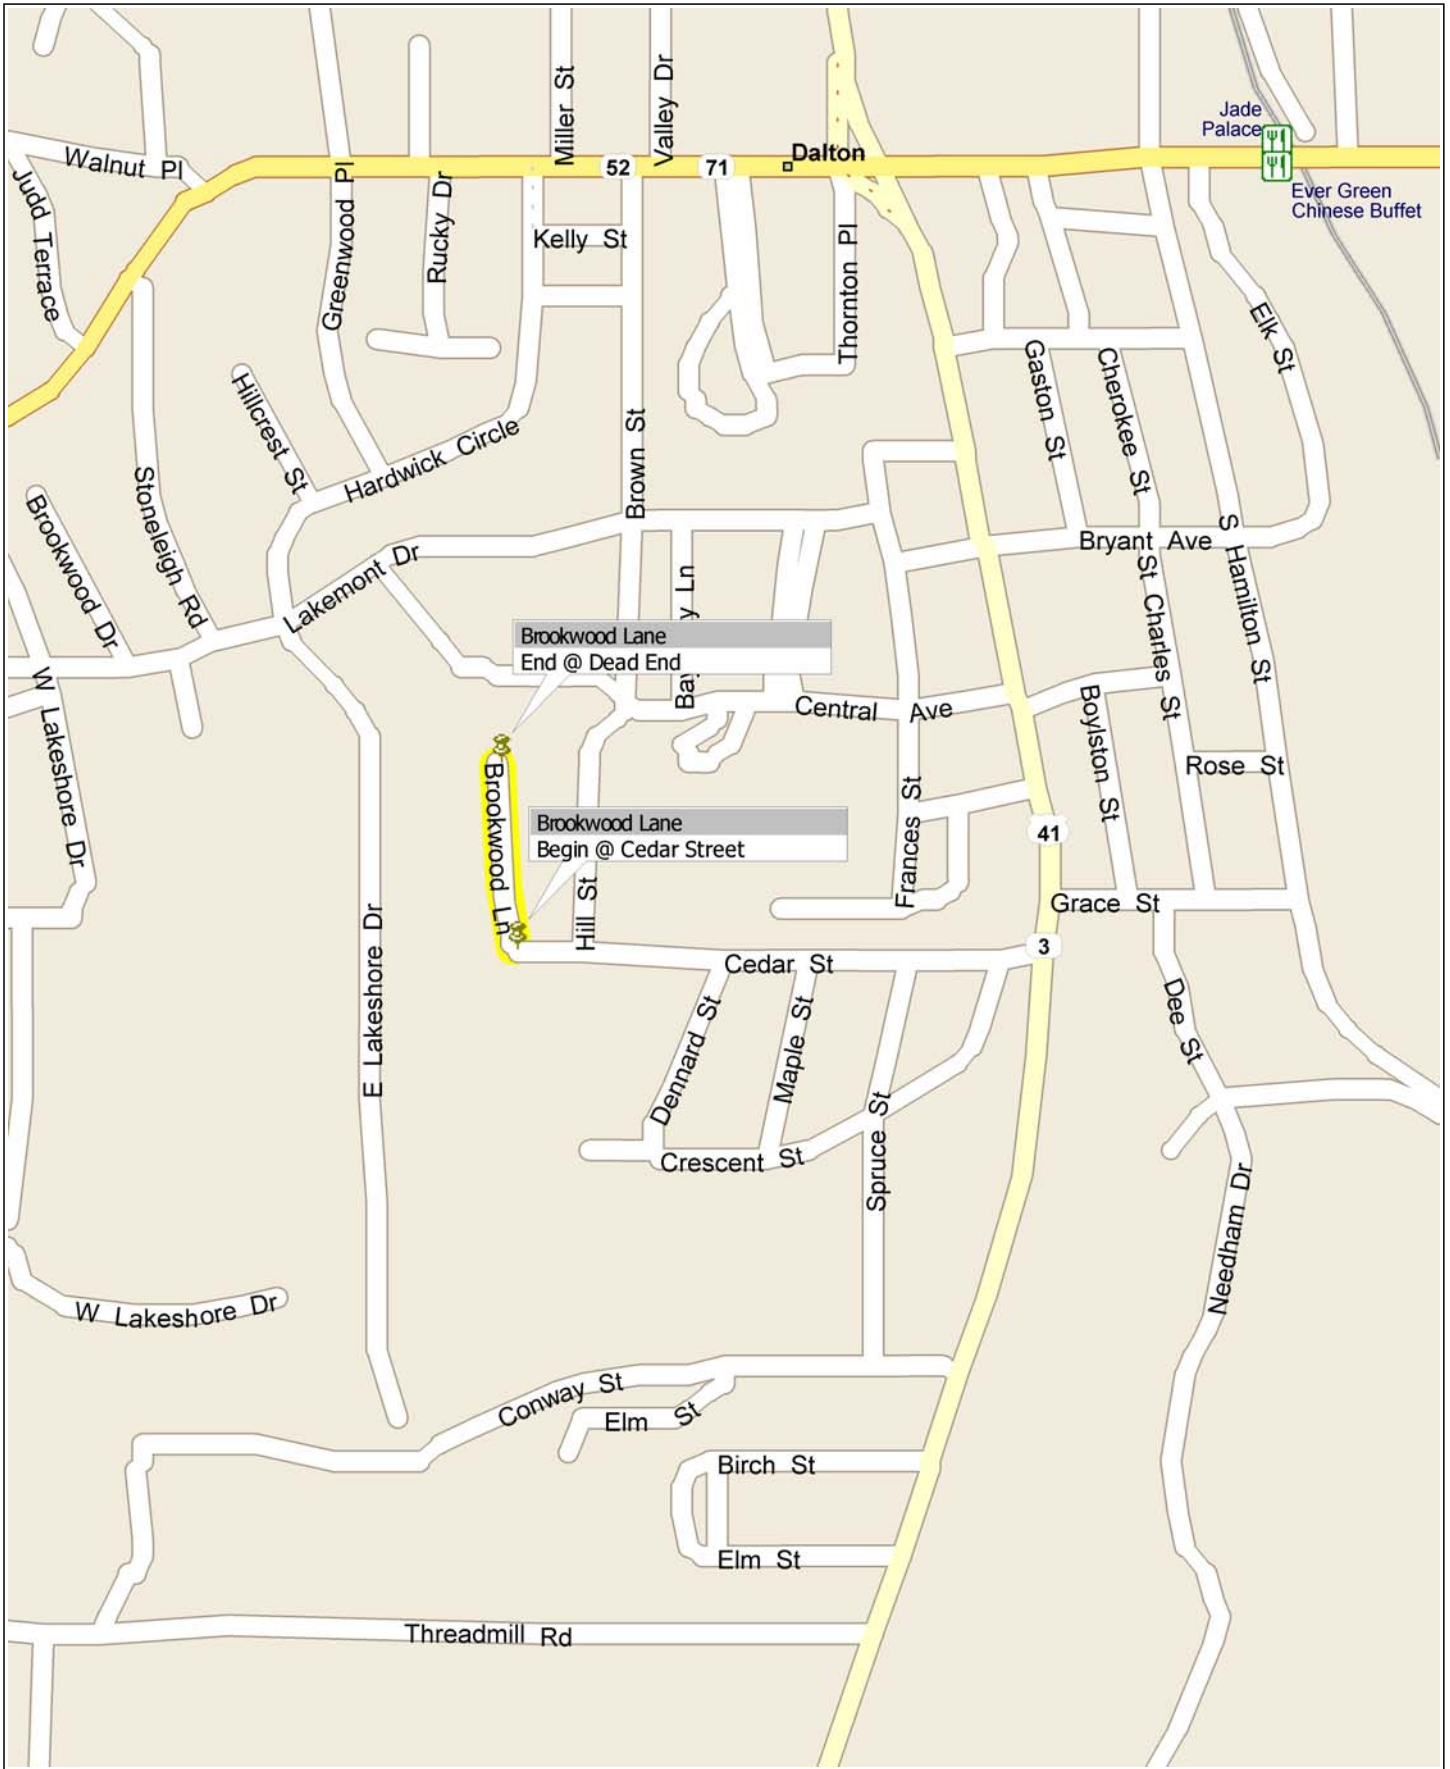 Miller St
Valley Dr
Jade
Palace
Walnut Pl
52
71
Dalton
Judd Terrace
Greenwood Pl
Rucky Dr
Ever Green
Chinese Buffet
Kelly St
Thornton Pl
Elk St
Gaston St
Cherokee St
Hillcrest St
Hardwick Circle
Brown St
Stoneleigh Rd
Brookwood Dr
Lakemont Dr
Bryant Ave
S Hamilton St
St Charles St
Bay y Ln
Brookwood Lane
End @ Dead End
W Lakeshore Dr
Central Ave
Boylston St
Rose St
Brookwood Ln
Brookwood Lane
Begin @ Cedar Street
Frances St
41
Hill St
Grace St
E Lakeshore Dr
3
Cedar St
Dennard St
Maple St
Dee St
Crescent St
Spruce St
Needham Dr
W Lakeshore Dr
Conway St
Elm St
Birch St
Elm St
Threadmill Rd